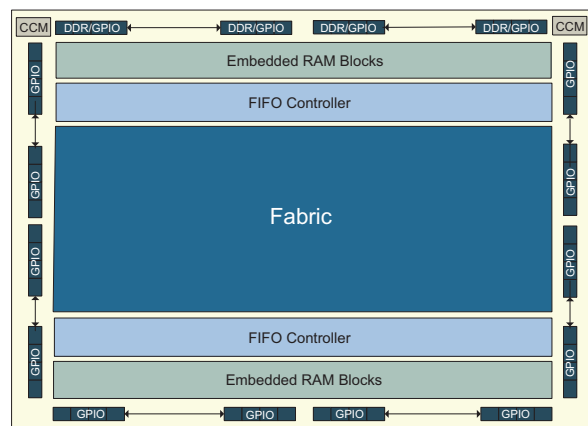 CCM
DDR/GPIO
DDR/GPIO
DDR/GPIO
DDR/GPIO
CCM
GPIO
Embedded RAM Blocks
GPIO
FIFO Controller
GPIO
GPIO
Fabric
GPIO
GPIO
FIFO Controller
GPIO
GPIO
Embedded RAM Blocks
GPIO
GPIO
GPIO
GPIO